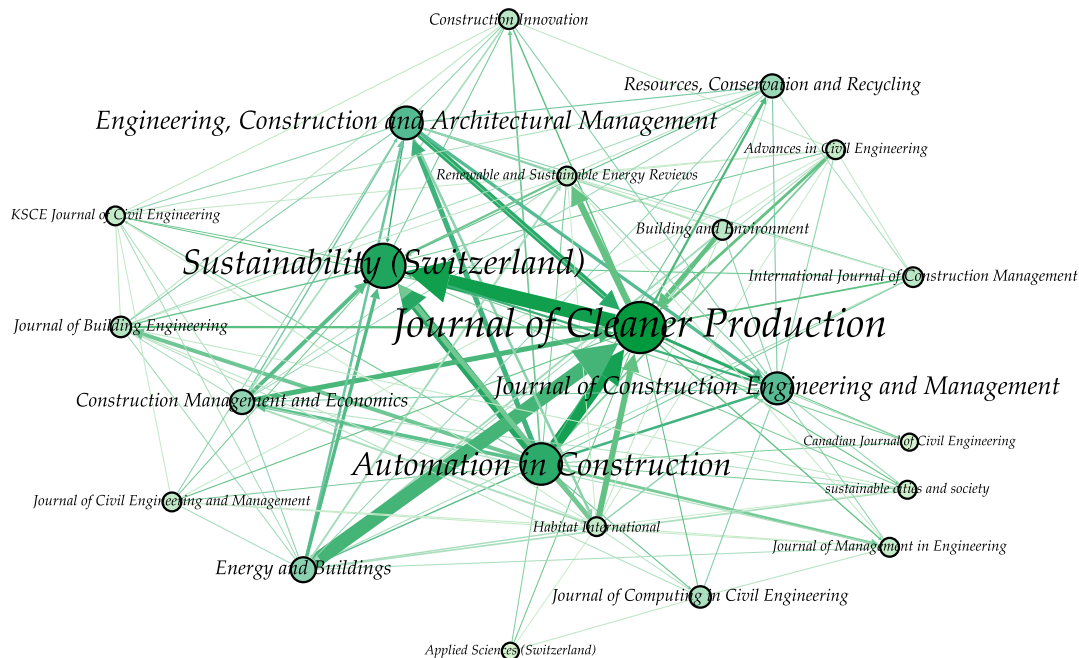 Construction Innovation
Resources, Conservation and Recycling
Engineering, Construction and Architectural Management
Advances in Civil Engineering
Renewable and Sustainable Energy Reviews
KSCE Journal of Civil Engineering
Building and Environment
Sustainability (Switzerland)
International Journal of Construction Management
Journal of Building Engineering
Journal of Cleaner Production
Journal of Construction Engineering and Management
Construction Management and Economics
Canadian Journal of Civil Engineering
Automation in Construction
sustainable cities and society
Journal of Civil Engineering and Management
Habitat International
Journal of Management in Engineering
Energy and Buildings
Journal of Computing in Civil Engineering
Applied Sciences (Switzerland)